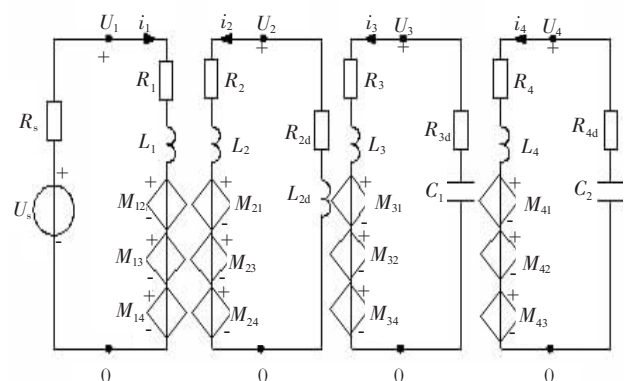 U1 i1 i2 U2 i3 U3 i4 U4
+ + + +
R1 R2 R3 R4
Rs R2d R3d R4d
L1 L2 L3 L4
+ + + + +
Us M12 M21 L2d M31 C1 M41 C2
- - - - -
+ + + +
M13 M23 M32 M42
- - - -
+ + + +
M14 M24 M34 M43
- - - -
0 0 0 0